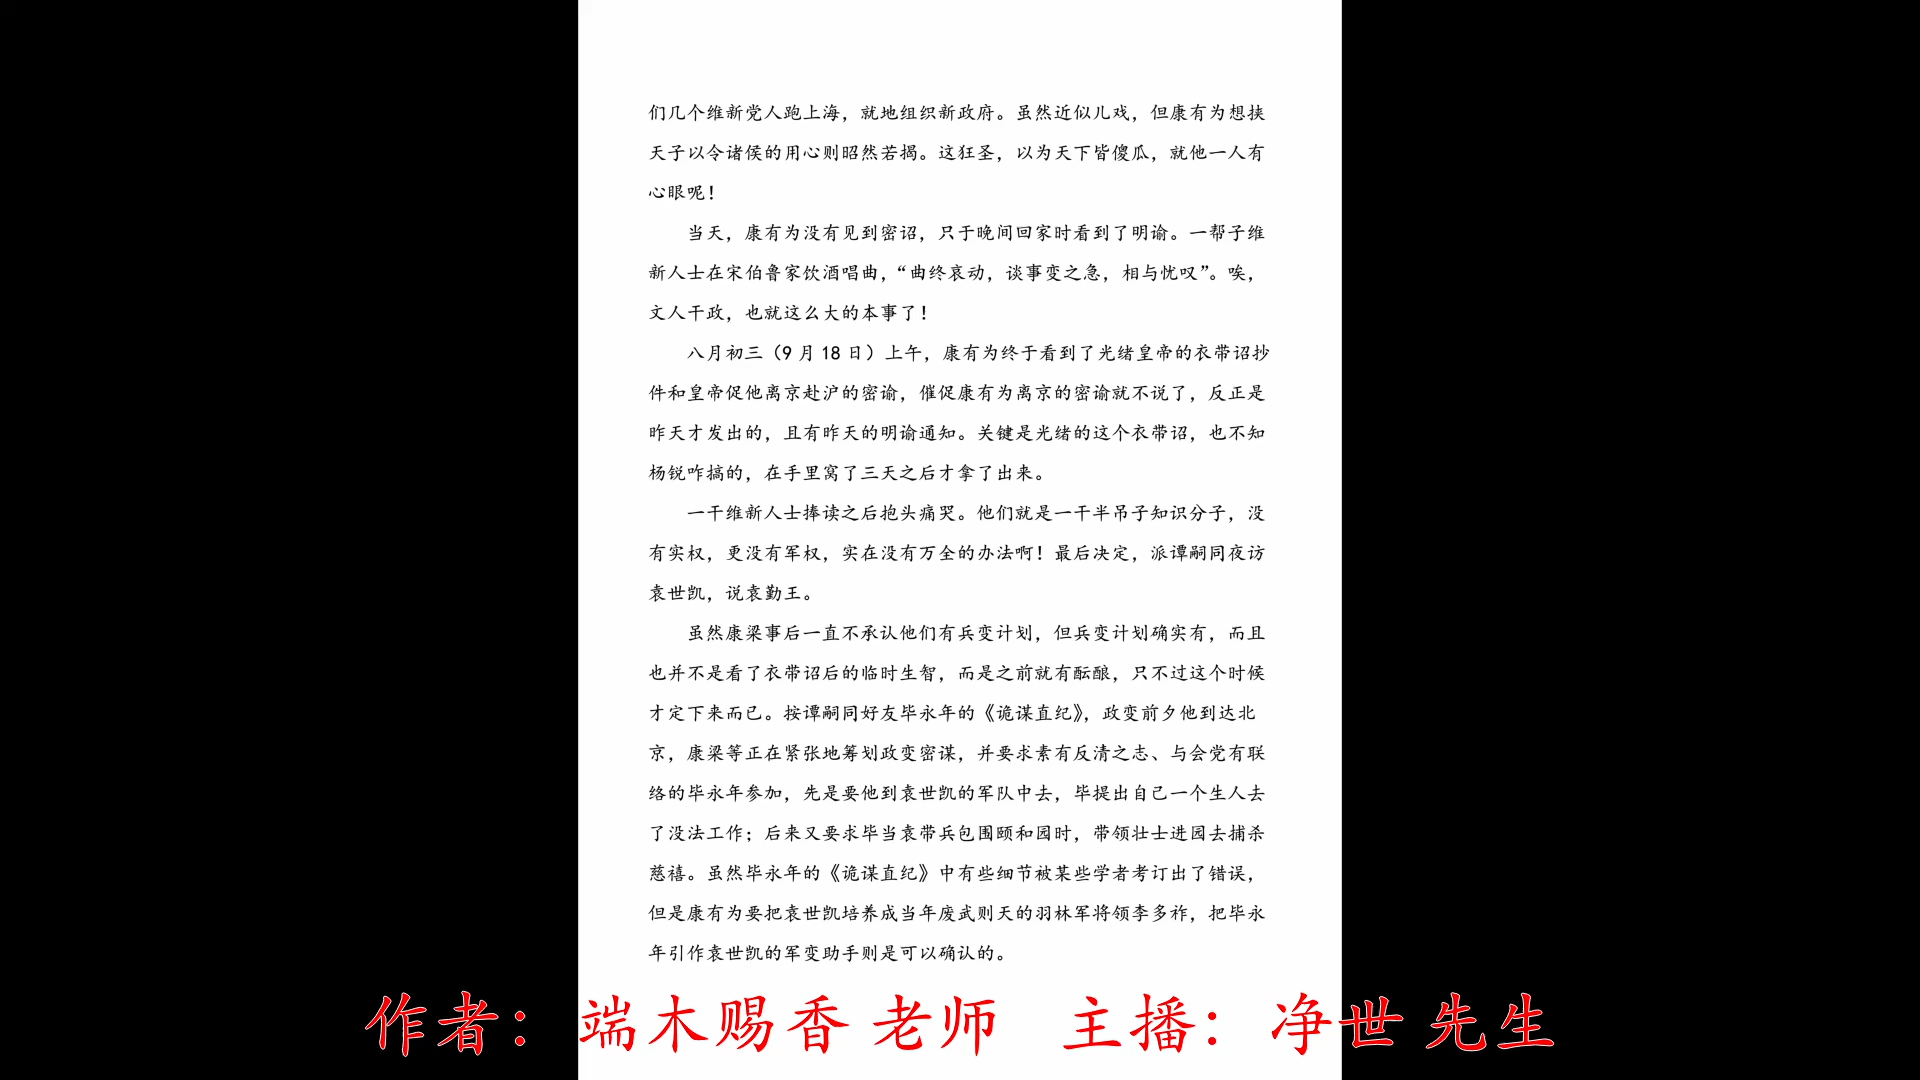 们几个维新党人跑上海，就地组织新政府。虽然近似儿戏，但康有为想挟
天子以令诸侯的用心则昭然若揭。这狂圣，以为天下皆傻瓜，就他一人有
心眼呢！
当天，康有为没有见到密诏，只于晚间回家时看到了明谕。一帮子维
新人士在宋伯鲁家饮酒唱曲，“曲终哀动，谈事变之急，相与忧叹”。唉，
文人干政，也就这么大的本事了！
八月初三（9 月 18 日）上午，康有为终于看到了光绪皇帝的衣带诏抄
件和皇帝促他离京赴沪的密谕，催促康有为离京的密谕就不说了，反正是
昨天才发出的，且有昨天的明谕通知。关键是光绪的这个衣带诏，也不知
杨锐咋搞的，在手里窝了三天之后才拿了出来。
一干维新人士捧读之后抱头痛哭。他们就是一干半吊子知识分子，没
有实权，更没有军权，实在没有万全的办法啊！最后决定，派谭嗣同夜访
袁世凯，说袁勤王。
虽然康梁事后一直不承认他们有兵变计划，但兵变计划确实有，而且
也并不是看了衣带诏后的临时生智，而是之前就有酝酿，只不过这个时候
才定下来而已。按谭嗣同好友毕永年的《诡谋直纪》，政变前夕他到达北
京，康梁等正在紧张地筹划政变密谋，并要求素有反清之志、与会党有联
络的毕永年参加，先是要他到袁世凯的军队中去，毕提出自己一个生人去
了没法工作；后来又要求毕当袁带兵包围颐和园时，带领壮士进园去捕杀
慈禧。虽然毕永年的《诡谋直纪》中有些细节被某些学者考订出了错误，
但是康有为要把袁世凯培养成当年废武则天的羽林军将领李多祚，把毕永
年引作袁世凯的军变助手则是可以确认的。
作者：端木赐香老师 主播：净世先生